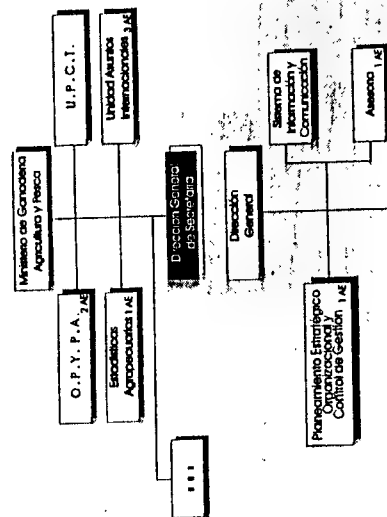 Ministerio de Ganadería
Agricultura y Pesca
O.P.Y.P.A.
2 AE
U.P.C.T.
Estadísticas
Agropecuarias 1 AE
Unidad Asuntos
Internacionales 3 AE
Dirección General
de Secretaría
...
Dirección
General
Planeamiento Estratégico
Organizacional y
Control de Gestión 1 AE
Sistema de
Información y
Comunicación
Asesoría
1 AE